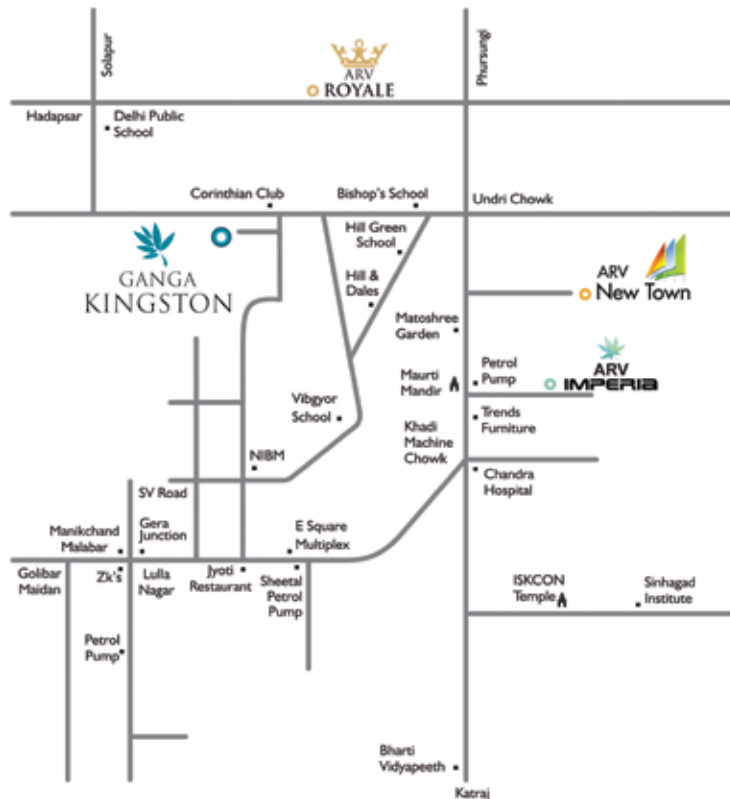 Solapur
Phursungi
ARV
ROYALE
Hadapsar
Delhi Public
School
Corinthian Club
Bishop's School
Undri Chowk
Hill Green
School
GANGA
KINGSTON
Hill &
Dales
ARV
New Town
Matoshree
Garden
Petrol
Pump
ARV
IMPERIA
Maurti
Mandir
Vibgyor
School
Trends
Furniture
Khadi
Machine
Chowk
NIBM
Chandra
Hospital
SV Road
Manikchand
Malabar
Gera
Junction
E Square
Multiplex
Golibar
Maidan
Zk's
Lulla
Nagar
Jyoti
Restaurant
Sheetal
Petrol
Pump
ISKCON
Temple
Sinhagad
Institute
Petrol
Pump
Bharti
Vidyapeeth
Katraj